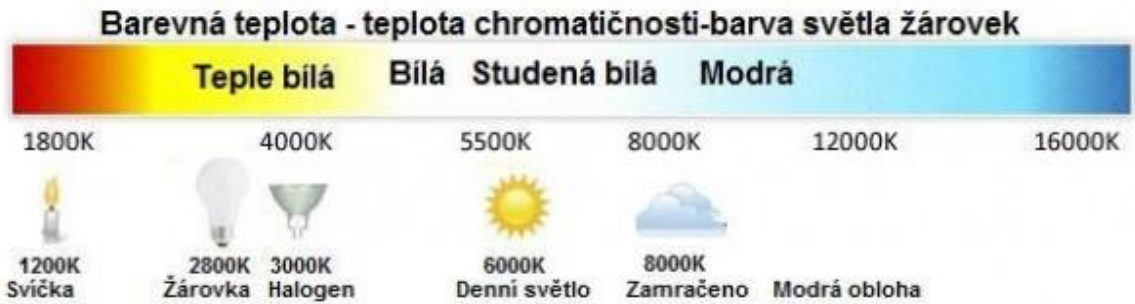 Barevná teplota - teplota chromatičnosti-barva světla žárovek
Teple bílá Bílá Studená bílá Modrá
1800K 4000K 5500K 8000K 12000K 16000K
1200K 2800K 3000K 6000K 8000K
Svíčka Žárovka Halogen Denní světlo Zamračeno Modrá obloha